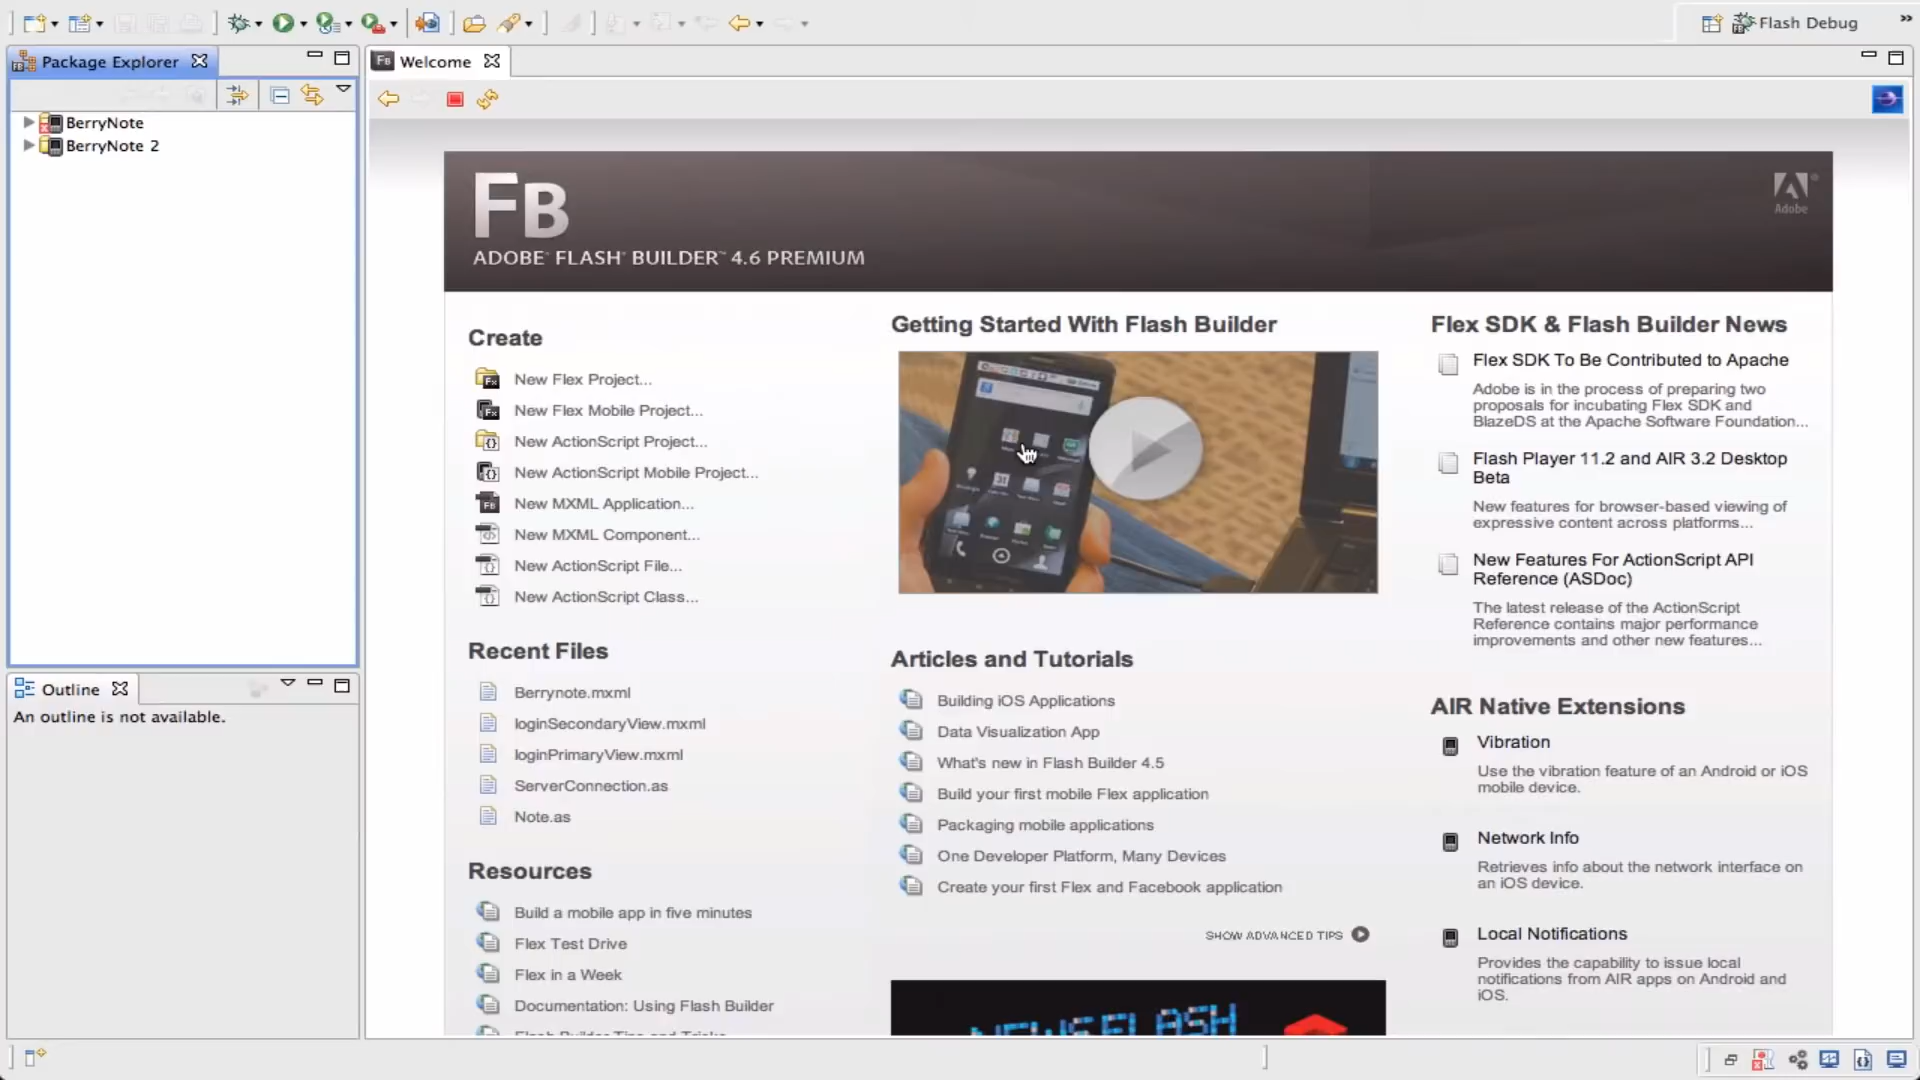 Flash Debug
»
Package Explorer
Welcome
BerryNote
BerryNote 2
FB
ADOBE® FLASH® BUILDER™ 4.6 PREMIUM
Adobe
Create
New Flex Project...
New Flex Mobile Project...
New ActionScript Project...
New ActionScript Mobile Project...
New MXML Application...
New MXML Component...
New ActionScript File...
New ActionScript Class...
Recent Files
Berrynote.mxml
loginSecondaryView.mxml
loginPrimaryView.mxml
ServerConnection.as
Note.as
Resources
Build a mobile app in five minutes
Flex Test Drive
Flex in a Week
Documentation: Using Flash Builder
Flash Builder Tips and Tricks
Getting Started With Flash Builder
Articles and Tutorials
Building iOS Applications
Data Visualization App
What's new in Flash Builder 4.5
Build your first mobile Flex application
Packaging mobile applications
One Developer Platform, Many Devices
Create your first Flex and Facebook application
SHOW ADVANCED TIPS
NEWSFLASH
Flex SDK & Flash Builder News
Flex SDK To Be Contributed to Apache
Adobe is in the process of preparing two
proposals for incubating Flex SDK and
BlazeDS at the Apache Software Foundation...
Flash Player 11.2 and AIR 3.2 Desktop
Beta
New features for browser-based viewing of
expressive content across platforms...
New Features For ActionScript API
Reference (ASDoc)
The latest release of the ActionScript
Reference contains major performance
improvements and other new features...
AIR Native Extensions
Vibration
Use the vibration feature of an Android or iOS
mobile device.
Network Info
Retrieves info about the network interface on
an iOS device.
Local Notifications
Provides the capability to issue local
notifications from AIR apps on Android and
iOS.
Outline
An outline is not available.